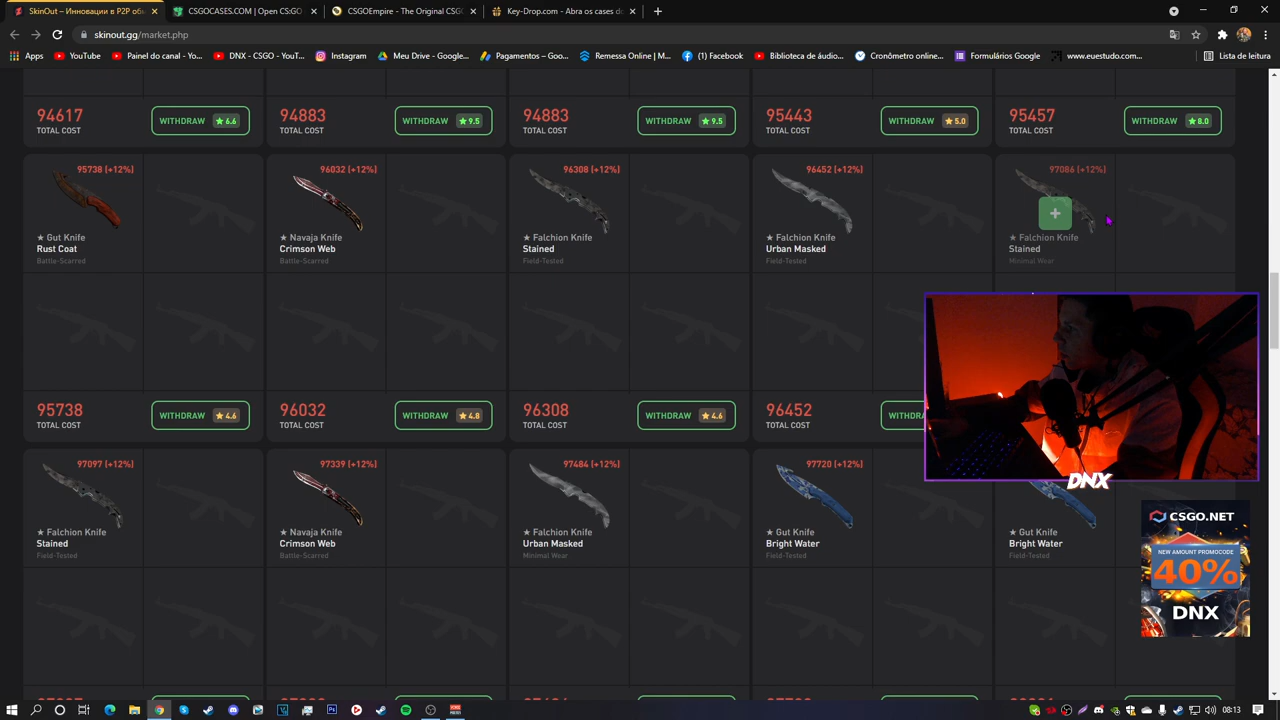 SkinOut – Инновации в P2P об
CSGOCASES.COM | Open CS:GO
CSGOEmpire - The Original CSG
Key-Drop.com - Abra os cases do
skinout.gg/market.php
Apps
YouTube
Painel do canal - Yo...
DNX - CSGO - YouT...
Instagram
Meu Drive - Google...
Pagamentos – Goo...
Remessa Online | M...
(1) Facebook
Biblioteca de áudio...
Cronômetro online...
Formulários Google
www.euestudo.com...
Lista de leitura
94617
TOTAL COST
WITHDRAW ★ 6.6
94883
TOTAL COST
WITHDRAW ★ 9.5
94883
TOTAL COST
WITHDRAW ★ 9.5
95443
TOTAL COST
WITHDRAW ★ 5.0
95457
TOTAL COST
WITHDRAW ★ 8.0
95738 (+12%)
★ Gut Knife
Rust Coat
Battle-Scarred
96032 (+12%)
★ Navaja Knife
Crimson Web
Battle-Scarred
96308 (+12%)
★ Falchion Knife
Stained
Field-Tested
96452 (+12%)
★ Falchion Knife
Urban Masked
Field-Tested
97086 (+12%)
★ Falchion Knife
Stained
Minimal Wear
95738
TOTAL COST
WITHDRAW ★ 4.6
96032
TOTAL COST
WITHDRAW ★ 4.8
96308
TOTAL COST
WITHDRAW ★ 4.6
96452
TOTAL COST
WITHD
97097 (+12%)
★ Falchion Knife
Stained
Field-Tested
97339 (+12%)
★ Navaja Knife
Crimson Web
Battle-Scarred
97484 (+12%)
★ Falchion Knife
Urban Masked
Minimal Wear
97720 (+12%)
★ Gut Knife
Bright Water
Field-Tested
★ Gut Knife
Bright Water
Field-Tested
DNX
CSGO.NET
NEW AMOUNT PROMOCODE
40%
DNX
08:13